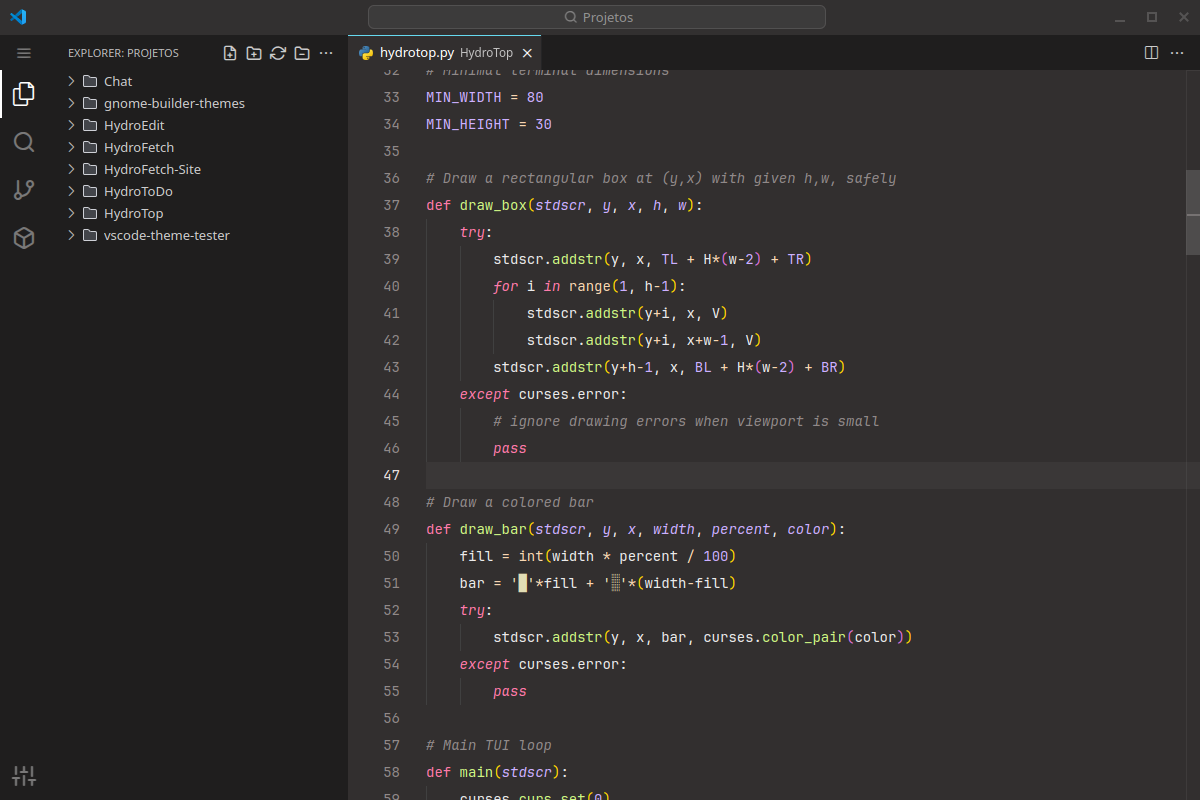 Projetos
EXPLORER: PROJETOS
hydrotop.py HydroTop
Chat
gnome-builder-themes
HydroEdit
HydroFetch
HydroFetch-Site
HydroToDo
HydroTop
vscode-theme-tester
32 # Minimal terminal dimensions
33 MIN_WIDTH = 80
34 MIN_HEIGHT = 30
35
36 # Draw a rectangular box at (y,x) with given h,w, safely
37 def draw_box(stdscr, y, x, h, w):
38 try:
39 stdscr.addstr(y, x, TL + H*(w-2) + TR)
40 for i in range(1, h-1):
41 stdscr.addstr(y+i, x, V)
42 stdscr.addstr(y+i, x+w-1, V)
43 stdscr.addstr(y+h-1, x, BL + H*(w-2) + BR)
44 except curses.error:
45 # ignore drawing errors when viewport is small
46 pass
47
48 # Draw a colored bar
49 def draw_bar(stdscr, y, x, width, percent, color):
50 fill = int(width * percent / 100)
51 bar = '█'*fill + '▒'*(width-fill)
52 try:
53 stdscr.addstr(y, x, bar, curses.color_pair(color))
54 except curses.error:
55 pass
56
57 # Main TUI loop
58 def main(stdscr):
59 curses.curs_set(0)